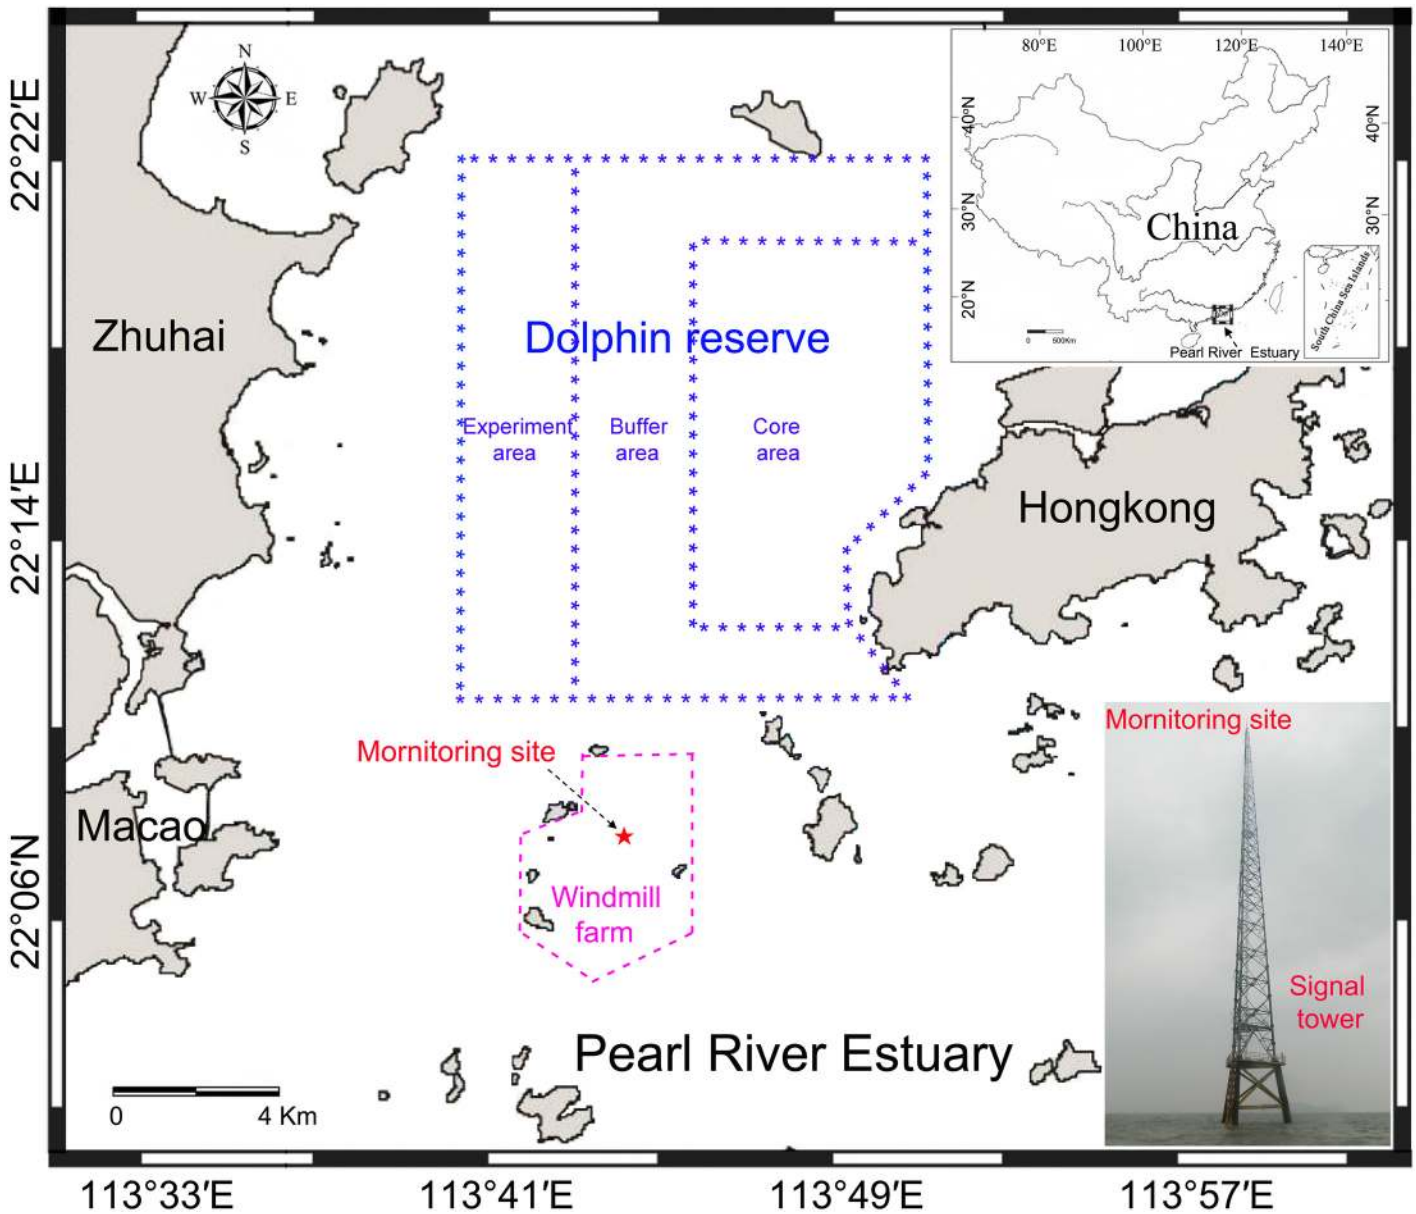 N
W E
S
22°22′E
22°14′E
22°06′N
80°E 100°E 120°E 140°E
40°N
30°N
20°N
40°N
30°N
China
South China Sea Islands
0 600Km
Pearl River Estuary
Zhuhai
Dolphin reserve
Experiment
area
Buffer
area
Core
area
Hongkong
Mornitoring site
Macao
Windmill
farm
Mornitoring site
Signal
tower
Pearl River Estuary
0 4 Km
113°33′E 113°41′E 113°49′E 113°57′E